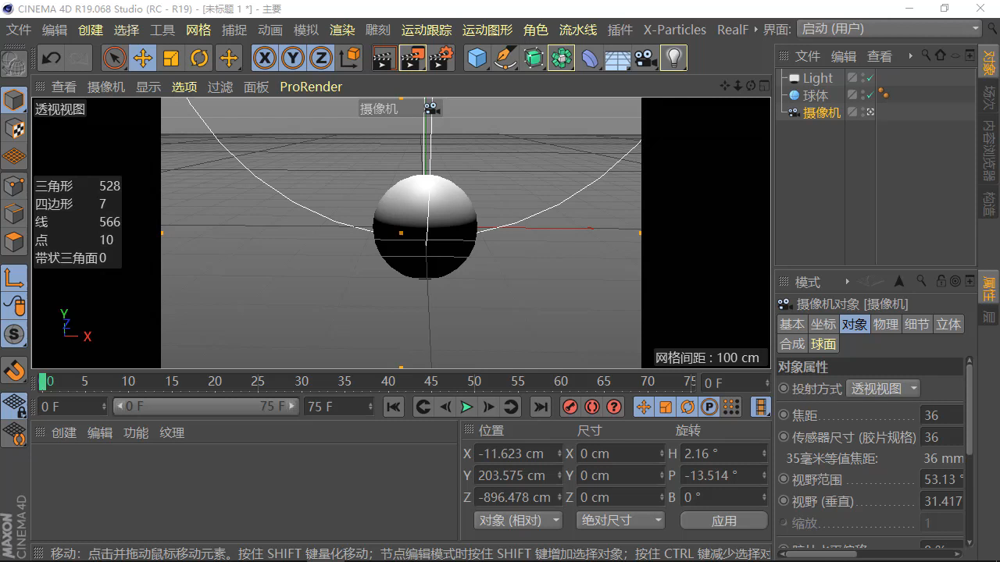 CINEMA 4D R19.068 Studio (RC - R19) - [未标题 1 *] - 主要
文件 编辑 创建 选择 工具 网格 捕捉 动画 模拟 渲染 雕刻 运动跟踪 运动图形 角色 流水线 插件 X-Particles RealF 界面: 启动 (用户)
X Y Z
文件 编辑 查看
对象
场次
内容浏览器
构造
Light
球体
摄像机
查看 摄像机 显示 选项 过滤 面板 ProRender
透视视图
摄像机
三角形 528
四边形 7
线 566
点 10
带状三角面 0
Y
Z
X
网格间距 : 100 cm
模式
属性
层
摄像机对象 [摄像机]
基本 坐标 对象 物理 细节 立体
合成 球面
对象属性
投射方式 透视视图
焦距 36
传感器尺寸 (胶片规格) 36
35毫米等值焦距: 36 mm
视野范围 53.13 °
视野 (垂直) 31.417
缩放 1
S
0 5 10 15 20 25 30 35 40 45 50 55 60 65 70 75
0 F
0 F 0 F 75 F 75 F
P
创建 编辑 功能 纹理
位置 尺寸 旋转
X -11.623 cm X 0 cm H 2.16 °
Y 203.575 cm Y 0 cm P -13.514 °
Z -896.478 cm Z 0 cm B 0 °
对象 (相对) 绝对尺寸 应用
MAXON
CINEMA 4D
移动：点击并拖动鼠标移动元素。按住 SHIFT 键量化移动；节点编辑模式时按住 SHIFT 键增加选择对象；按住 CTRL 键减少选择对